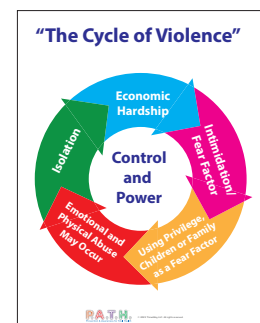 "The Cycle of Violence"
Economic
Hardship
Intimidation/
Fear Factor
Using Privilege,
Children or Family
as a Fear Factor
Emotional and
Physical Abuse
May Occur
Isolation
Control
and
Power
P.A.T.H.